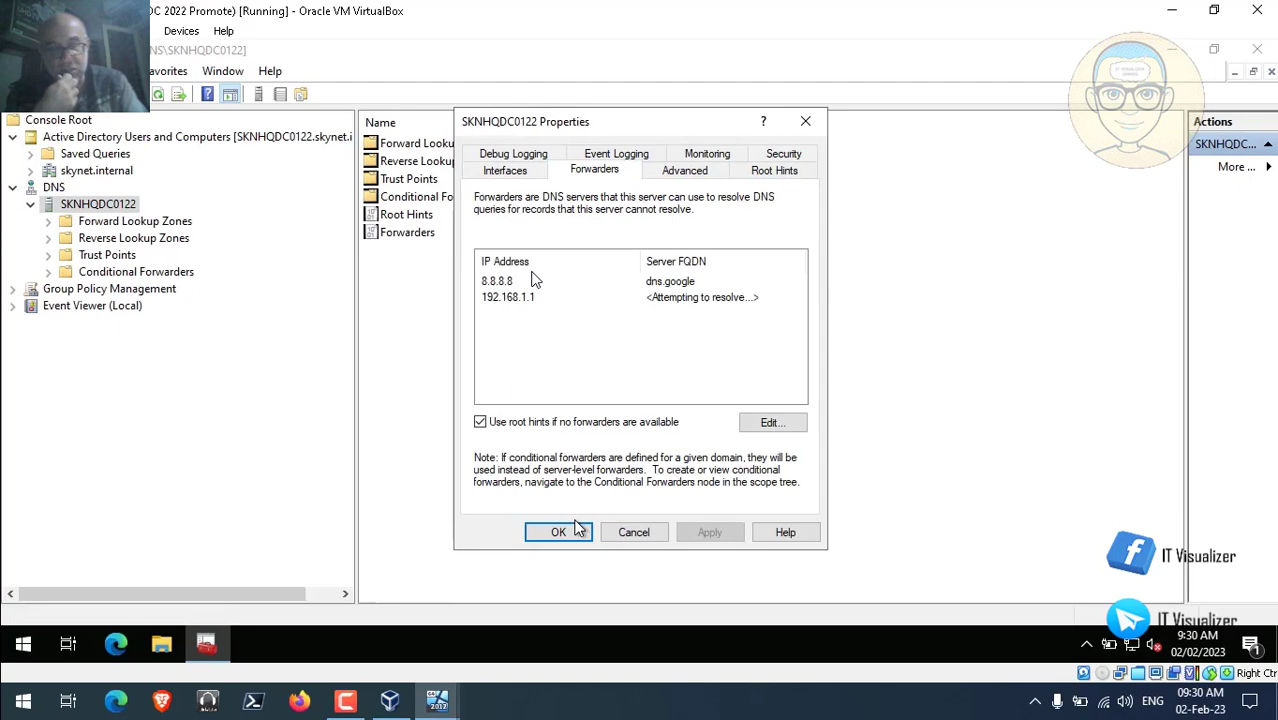 DC 2022 Promote) [Running] - Oracle VM VirtualBox
Devices Help
DNS\SKNHQDC0122]
avorites Window Help
Console Root
Active Directory Users and Computers [SKNHQDC0122.skynet.i
Saved Queries
skynet.internal
DNS
SKNHQDC0122
Forward Lookup Zones
Reverse Lookup Zones
Trust Points
Conditional Forwarders
Group Policy Management
Event Viewer (Local)
Name
Forward Looku
Reverse Looku
Trust Points
Conditional Fo
Root Hints
Forwarders
SKNHQDC0122 Properties
?
Debug Logging Event Logging Monitoring Security
Interfaces Forwarders Advanced Root Hints
Forwarders are DNS servers that this server can use to resolve DNS
queries for records that this server cannot resolve.
IP Address Server FQDN
8.8.8.8 dns.google
192.168.1.1 <Attempting to resolve...>
Use root hints if no forwarders are available Edit...
Note: If conditional forwarders are defined for a given domain, they will be
used instead of server-level forwarders. To create or view conditional
forwarders, navigate to the Conditional Forwarders node in the scope tree.
OK Cancel Apply Help
Actions
SKNHQDC...
More ...
IT Visualizer
IT Visualizer
9:30 AM
02/02/2023
1
Right Ctr
ENG 09:30 AM
02-Feb-23